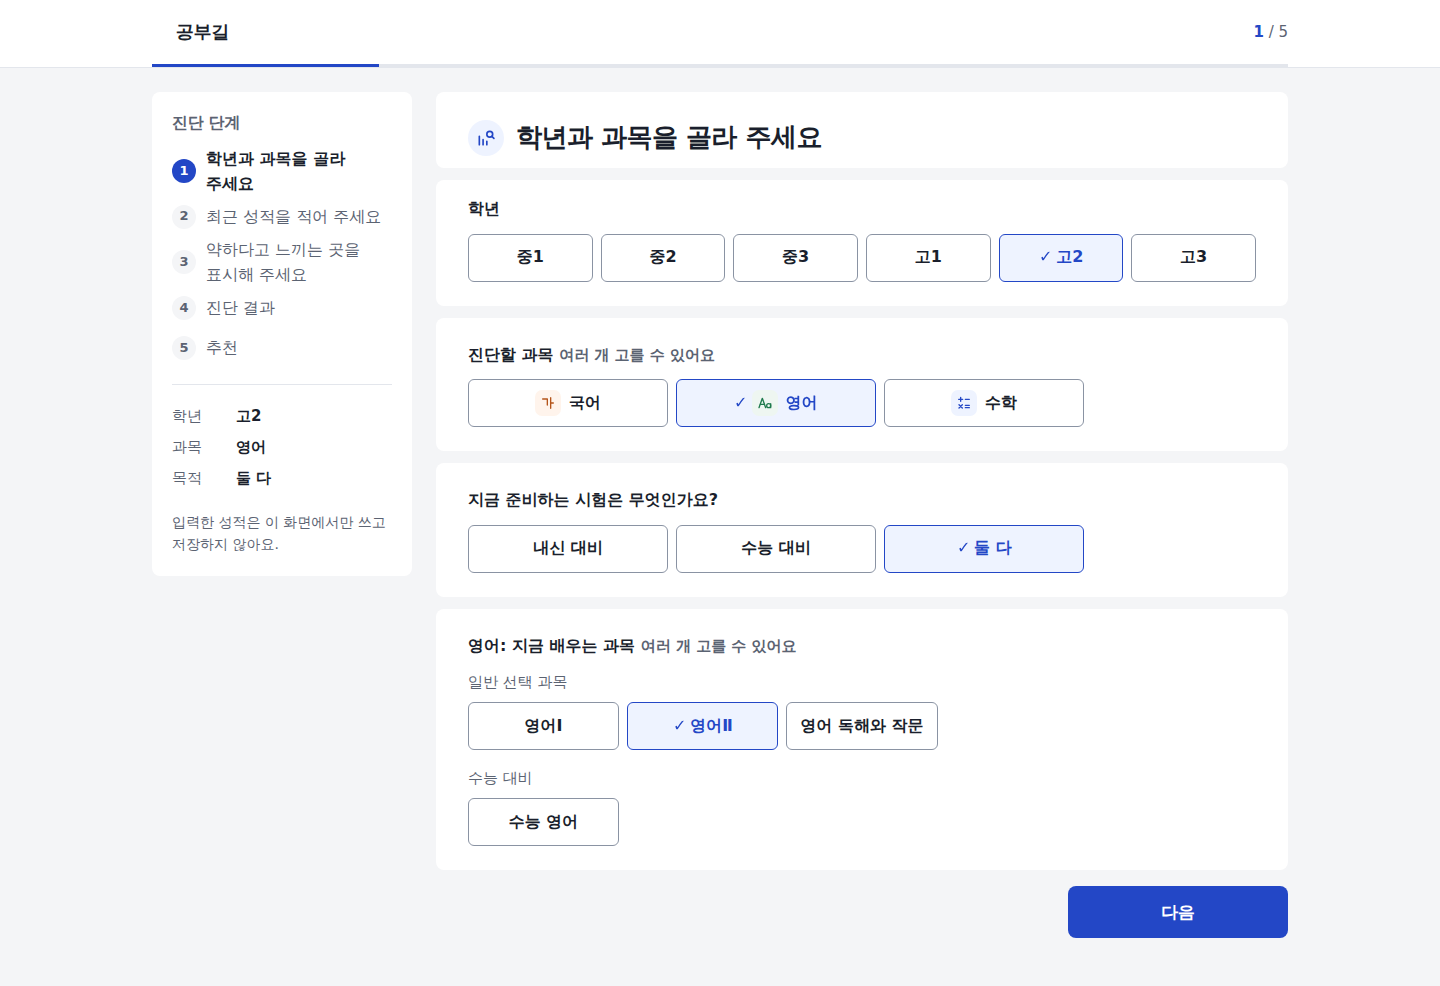 공부길
1 / 5
진단 단계
1 학년과 과목을 골라
주세요
2 최근 성적을 적어 주세요
3 약하다고 느끼는 곳을
표시해 주세요
4 진단 결과
5 추천
학년 고2
과목 영어
목적 둘 다
입력한 성적은 이 화면에서만 쓰고
저장하지 않아요.
학년과 과목을 골라 주세요
학년
중1 중2 중3 고1 ✓ 고2 고3
진단할 과목 여러 개 고를 수 있어요
가 국어 ✓ Aa 영어 수학
지금 준비하는 시험은 무엇인가요?
내신 대비 수능 대비 ✓ 둘 다
영어: 지금 배우는 과목 여러 개 고를 수 있어요
일반 선택 과목
영어Ⅰ ✓ 영어Ⅱ 영어 독해와 작문
수능 대비
수능 영어
다음